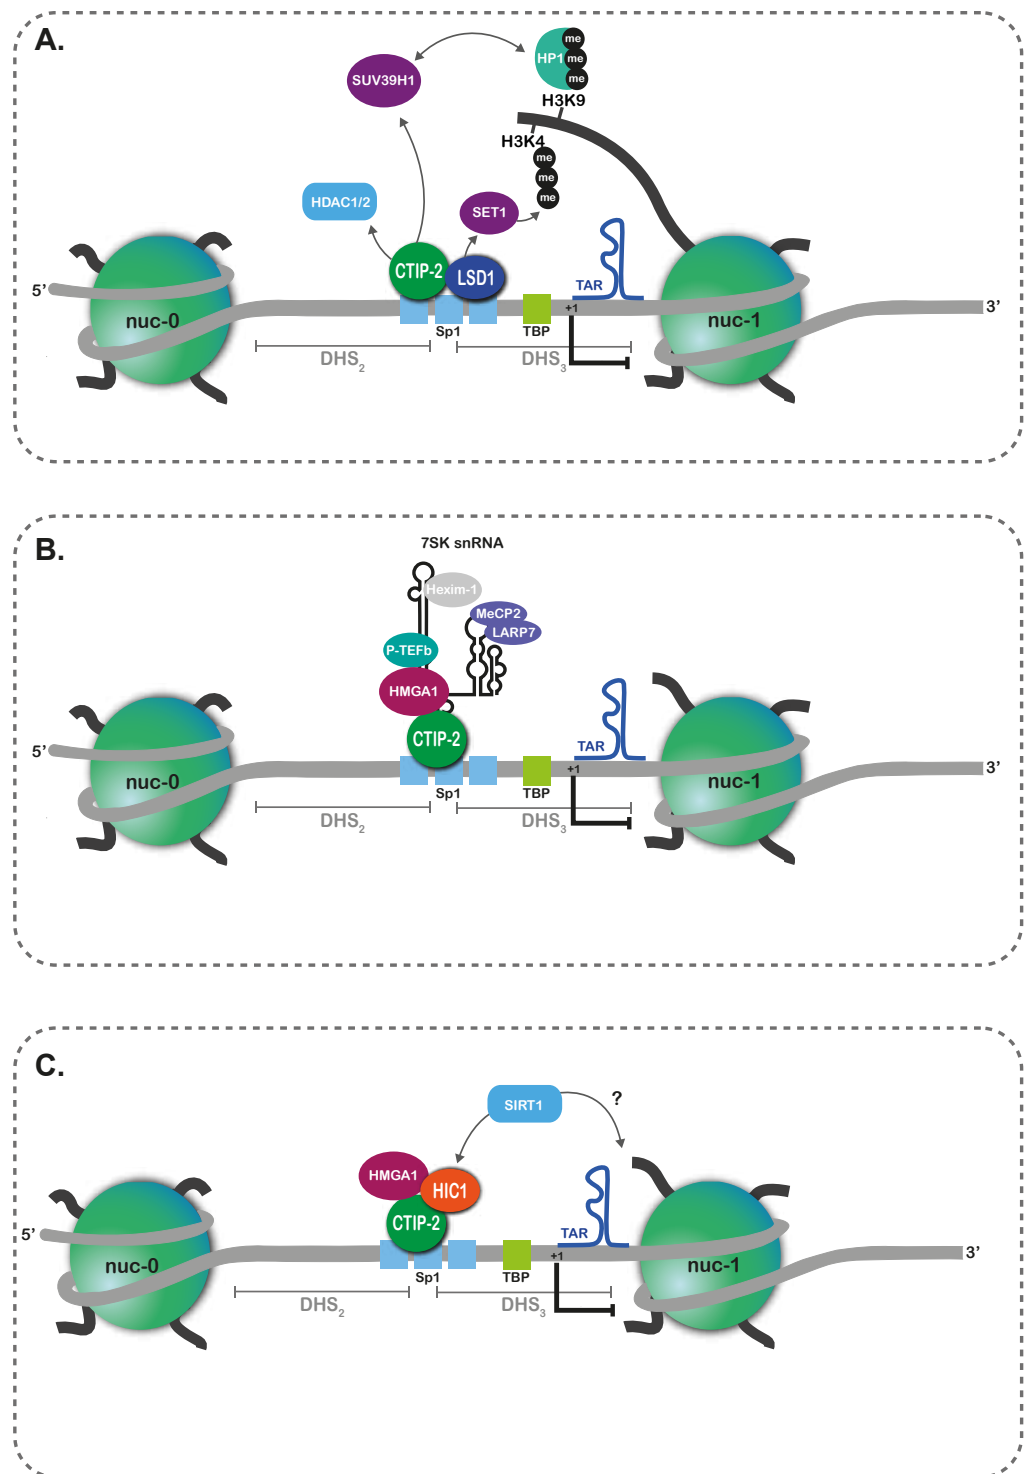 A.
me
HP1 me
me
SUV39H1
H3K9
H3K4
me
me
me
HDAC1/2
SET1
CTIP-2
LSD1
TAR
5’
nuc-0
+1
nuc-1
3’
Sp1
TBP
DHS2
DHS3
B.
7SK snRNA
Hexim-1
MeCP2
LARP7
P-TEFb
HMGA1
CTIP-2
TAR
5’
nuc-0
+1
nuc-1
3’
Sp1
TBP
DHS2
DHS3
C.
SIRT1
?
HMGA1
HIC1
CTIP-2
TAR
5’
nuc-0
+1
nuc-1
3’
Sp1
TBP
DHS2
DHS3